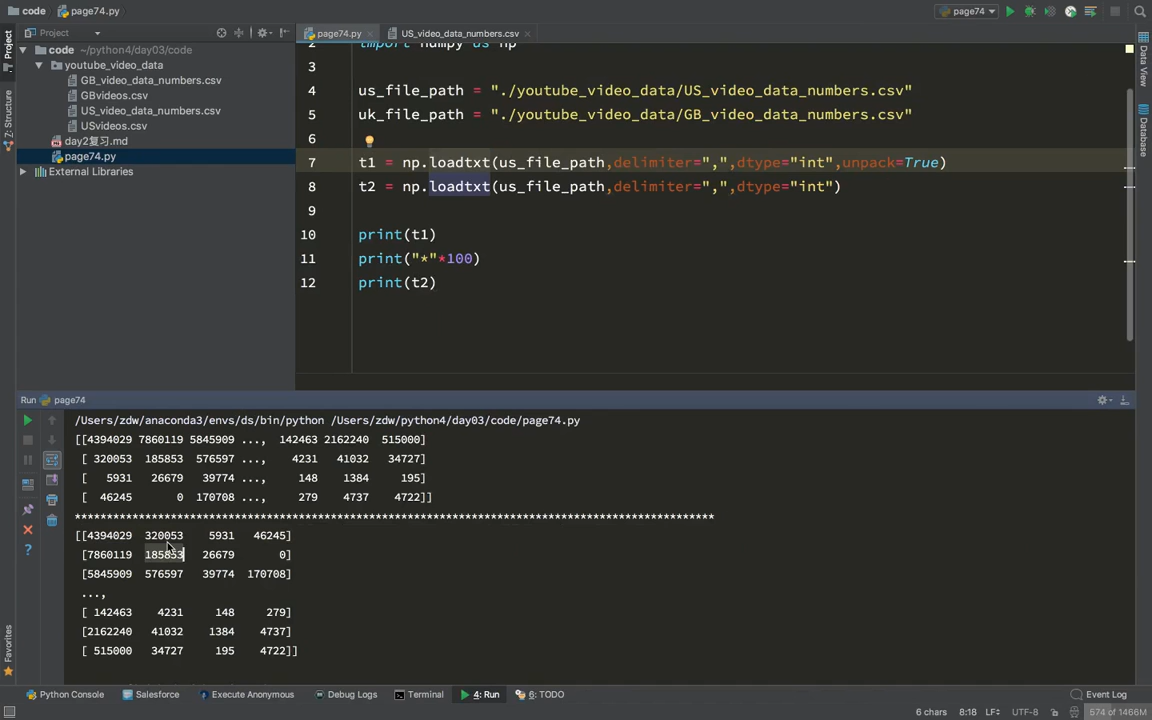 code page74.py
page74
Project
page74.py
US_video_data_numbers.csv
code ~/python4/day03/code
youtube_video_data
GB_video_data_numbers.csv
GBvideos.csv
US_video_data_numbers.csv
USvideos.csv
day2复习.md
page74.py
External Libraries
Project
Z: Structure
Favorites
Data View
Database
2 import numpy as np
3
4 us_file_path = "./youtube_video_data/US_video_data_numbers.csv"
5 uk_file_path = "./youtube_video_data/GB_video_data_numbers.csv"
6
7 t1 = np.loadtxt(us_file_path,delimiter=",",dtype="int",unpack=True)
8 t2 = np.loadtxt(us_file_path,delimiter=",",dtype="int")
9
10 print(t1)
11 print("*"*100)
12 print(t2)
Run page74
/Users/zdw/anaconda3/envs/ds/bin/python /Users/zdw/python4/day03/code/page74.py
[[4394029 7860119 5845909 ..., 142463 2162240 515000]
[ 320053 185853 576597 ..., 4231 41032 34727]
[ 5931 26679 39774 ..., 148 1384 195]
[ 46245 0 170708 ..., 279 4737 4722]]
****************************************************************************************************
[[4394029 320053 5931 46245]
[7860119 185853 26679 0]
[5845909 576597 39774 170708]
...,
[ 142463 4231 148 279]
[2162240 41032 1384 4737]
[ 515000 34727 195 4722]]
Python Console Salesforce Execute Anonymous Debug Logs Terminal 4: Run 6: TODO Event Log
6 chars 8:18 LF UTF-8 574 of 1466M